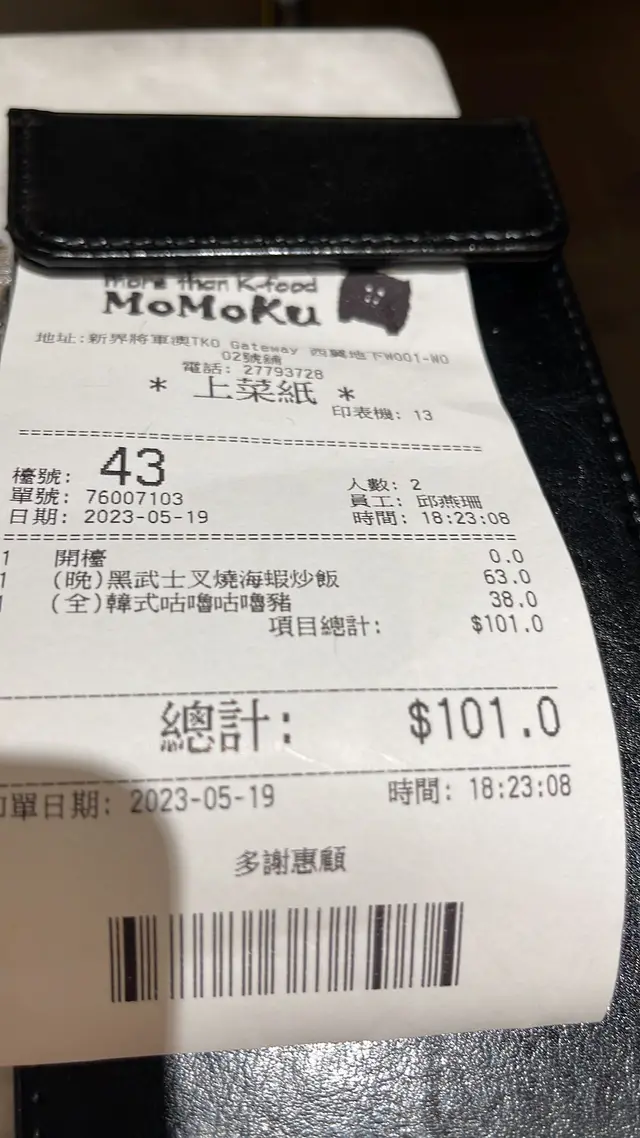 more than K-food
MoMoKu
地址:新界將軍澳TKO Gateway 西翼地下W001-W0
02號鋪
電話: 27793728
* 上菜紙 *
印表機: 13
檯號: 43 人數: 2
單號: 76007103 員工: 邱燕珊
日期: 2023-05-19 時間: 18:23:08
1 開檯 0.0
1 (晚)黑武士叉燒海蝦炒飯 63.0
1 (全)韓式咕嚕咕嚕豬 38.0
項目總計: $101.0
總計: $101.0
單日期: 2023-05-19 時間: 18:23:08
多謝惠顧